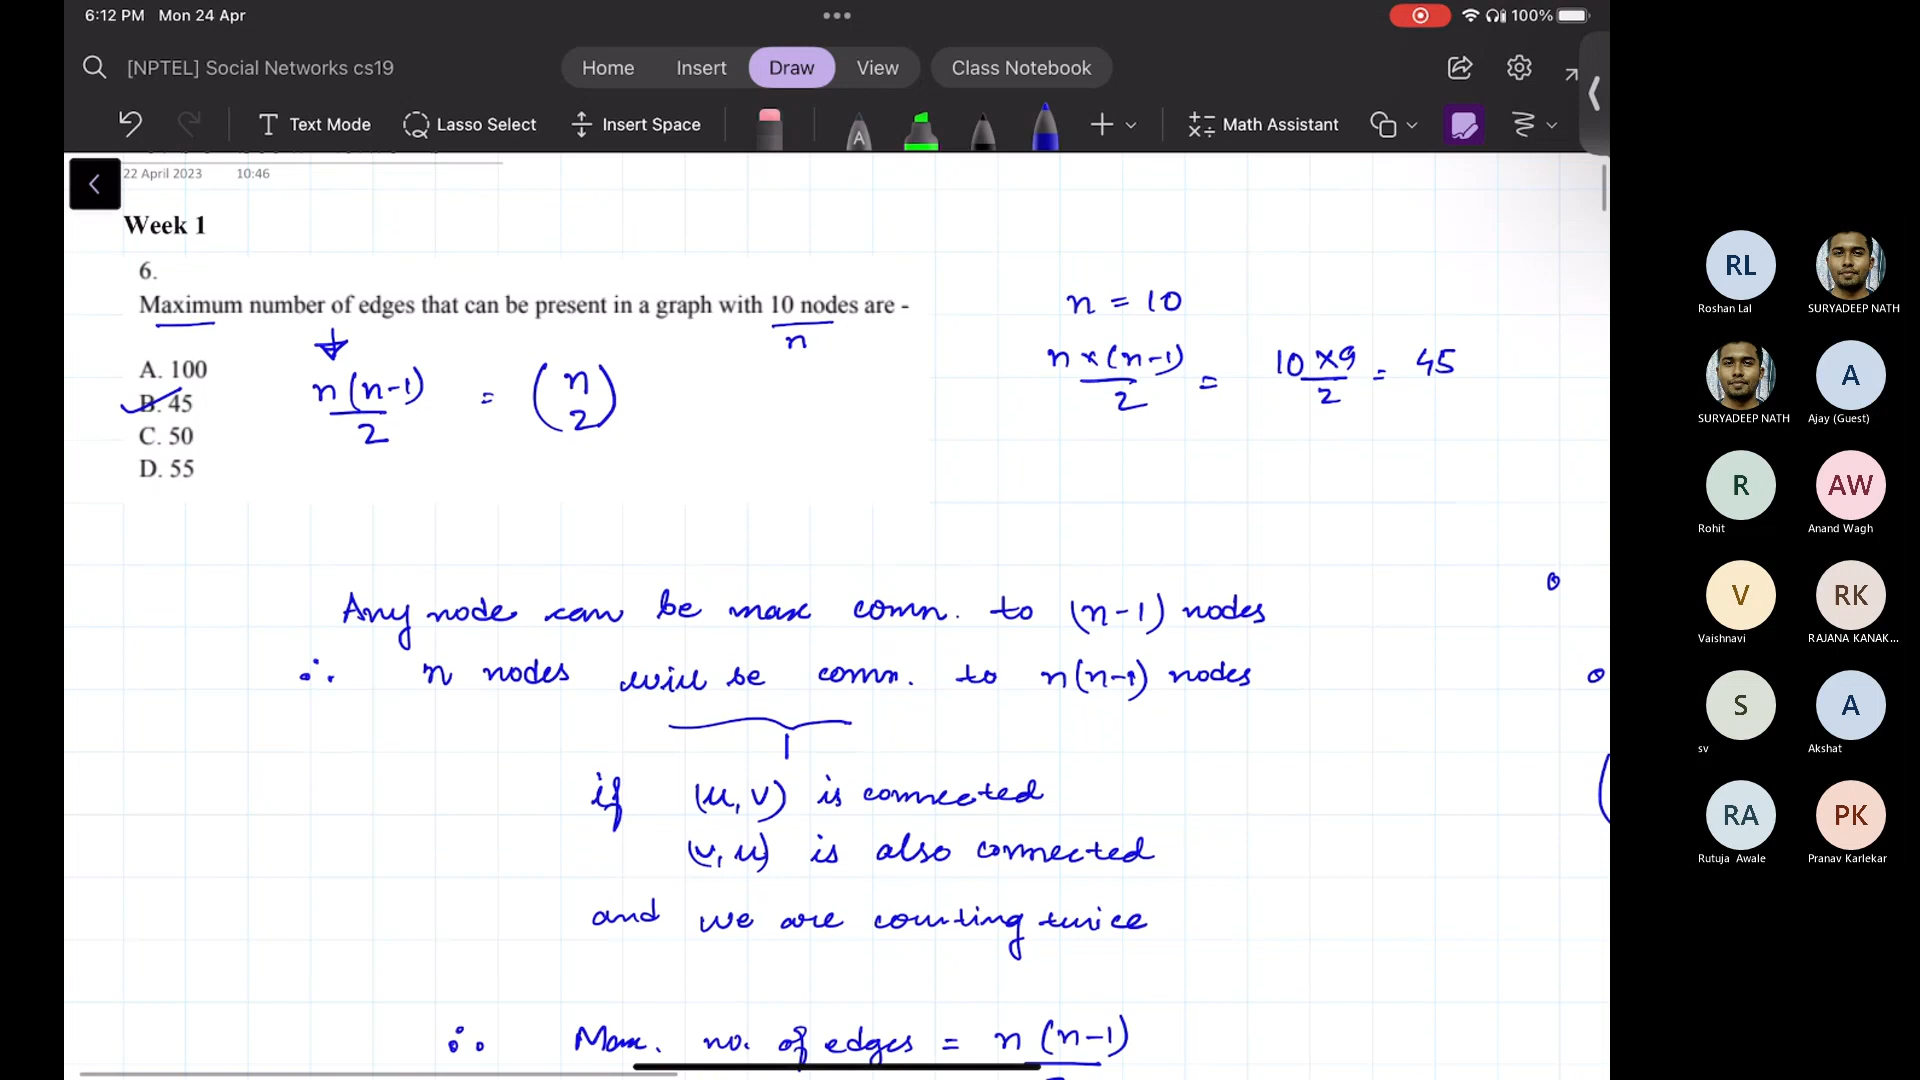 6:12 PM Mon 24 Apr
100%
[NPTEL] Social Networks cs19
Home Insert Draw View Class Notebook
Text Mode Lasso Select Insert Space A Math Assistant
22 April 2023 10:46
Week 1
6.
Maximum number of edges that can be present in a graph with 10 nodes are -
n
A. 100
B. 45
C. 50
D. 55
n(n-1)/2 = (n 2)
n = 10
n×(n-1)/2 = 10×9/2 = 45
Any node can be max conn. to (n-1) nodes
∴ n nodes will be conn. to n(n-1) nodes
if (u,v) is connected
(v,u) is also connected
and we are counting twice
∴ Max. no. of edges = n(n-1)
RL
Roshan Lal
SURYADEEP NATH
SURYADEEP NATH
A
Ajay (Guest)
R
Rohit
AW
Anand Wagh
V
Vaishnavi
RK
RAJANA KANAK...
S
sv
A
Akshat
RA
Rutuja Awale
PK
Pranav Karlekar